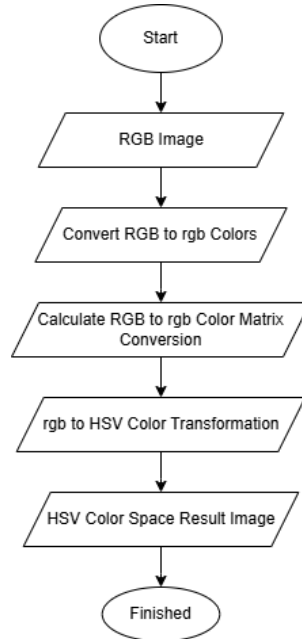 Start
RGB Image
Convert RGB to rgb Colors
Calculate RGB to rgb Color Matrix
Conversion
rgb to HSV Color Transformation
HSV Color Space Result Image
Finished